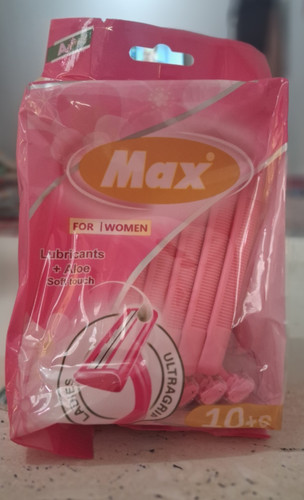 Max
FOR | WOMEN
Lubricants
+ Aloe
Soft touch
LADIES
ULTRAGRIP
10+6